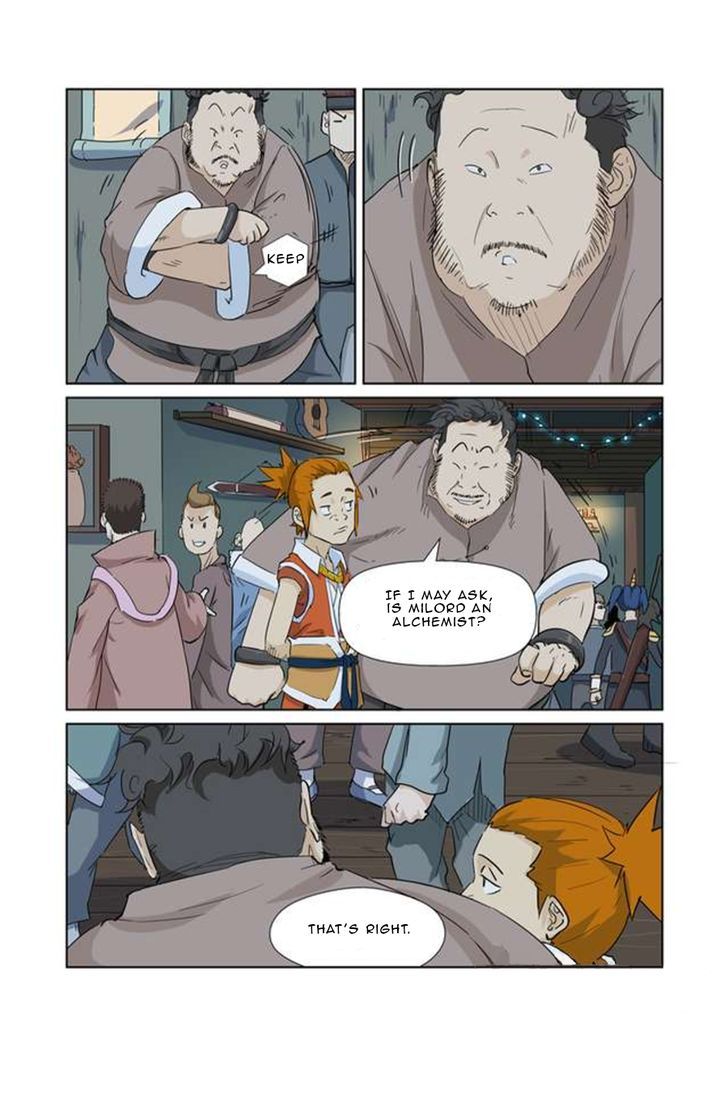 KEEP
IF I MAY ASK,
IS MILORD AN
ALCHEMIST?
THAT'S RIGHT.